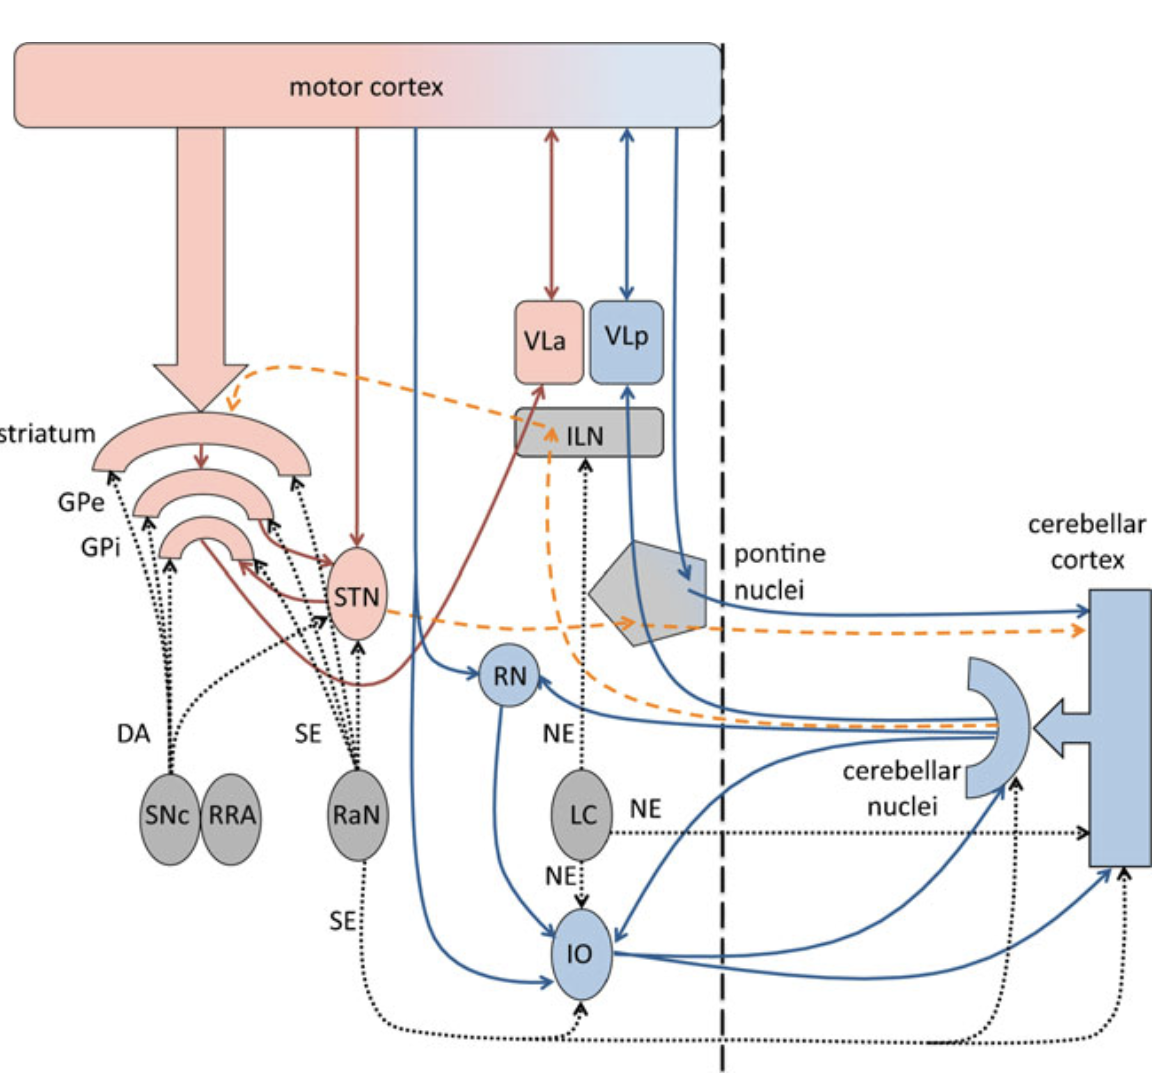 motor cortex
VLa
VLp
striatum
ILN
GPe
GPi
cerebellar
cortex
pontine
nuclei
STN
RN
DA
SE
NE
cerebellar
nuclei
SNc
RRA
RaN
LC
NE
NE
SE
IO